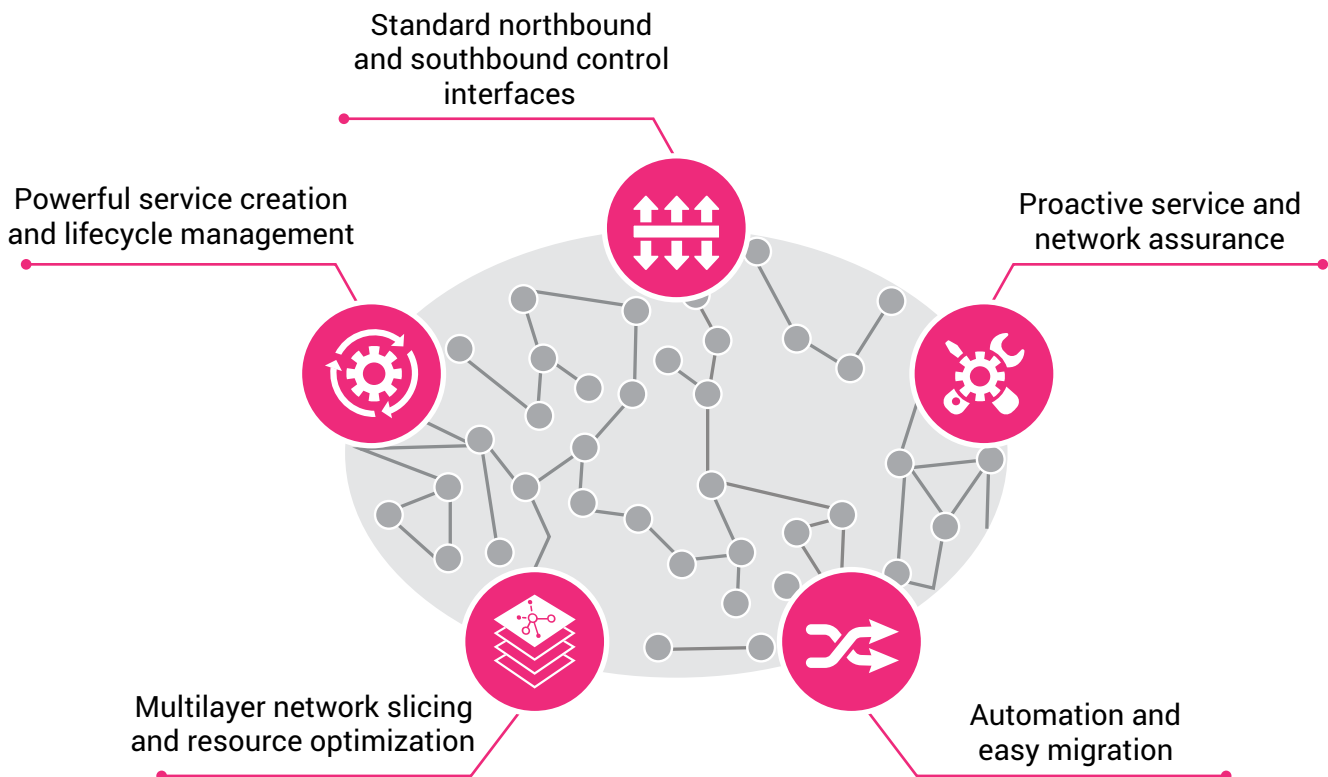 Standard northbound
and southbound control
interfaces
Powerful service creation
and lifecycle management
Proactive service and
network assurance
Multilayer network slicing
and resource optimization
Automation and
easy migration